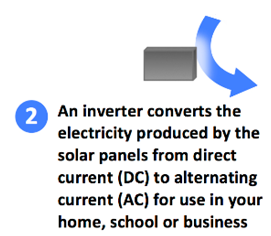 2 An inverter converts the
electricity produced by the
solar panels from direct
current (DC) to alternating
current (AC) for use in your
home, school or business